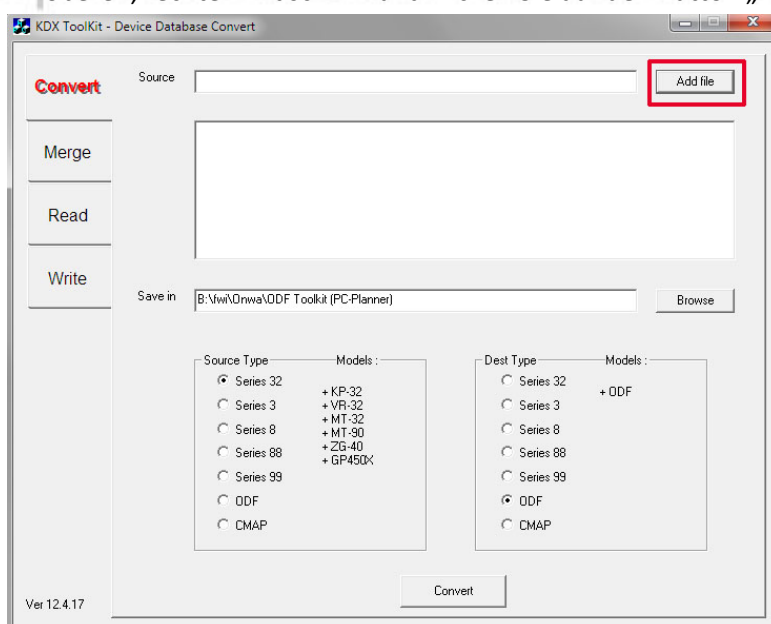 KDX ToolKit - Device Database Convert
Convert
Source
Add file
Merge
Read
Write
Save in
B:\fwi\Onwa\ODF Toolkit (PC-Planner)
Browse
Source Type
Models :
Series 32
Series 3
Series 8
Series 88
Series 99
ODF
CMAP
+ KP-32
+ VR-32
+ MT-32
+ MT-90
+ ZG-40
+ GP450X
Dest Type
Models :
Series 32
Series 3
Series 8
Series 88
Series 99
ODF
CMAP
+ ODF
Convert
Ver 12.4.17